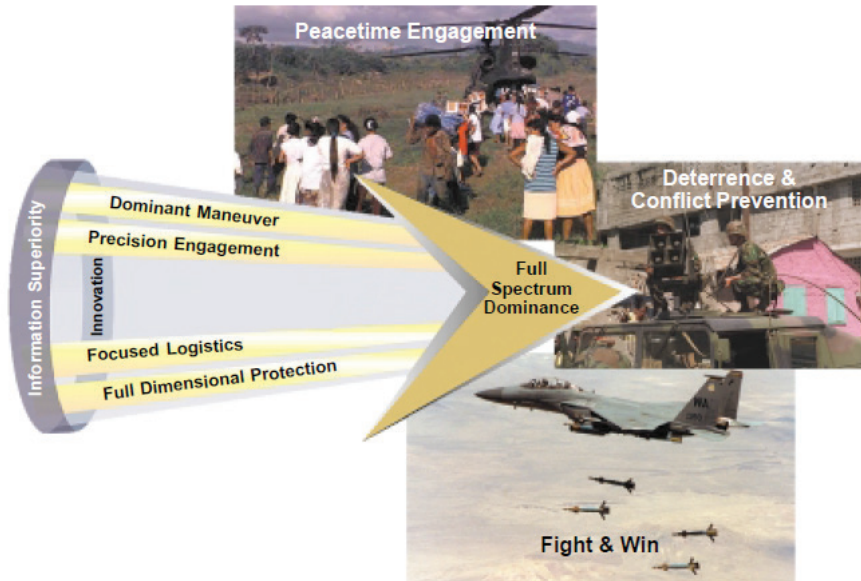 Peacetime Engagement
Deterrence &
Conflict Prevention
Information Superiority
Innovation
Dominant Maneuver
Precision Engagement
Focused Logistics
Full Dimensional Protection
Full
Spectrum
Dominance
WA
Fight & Win